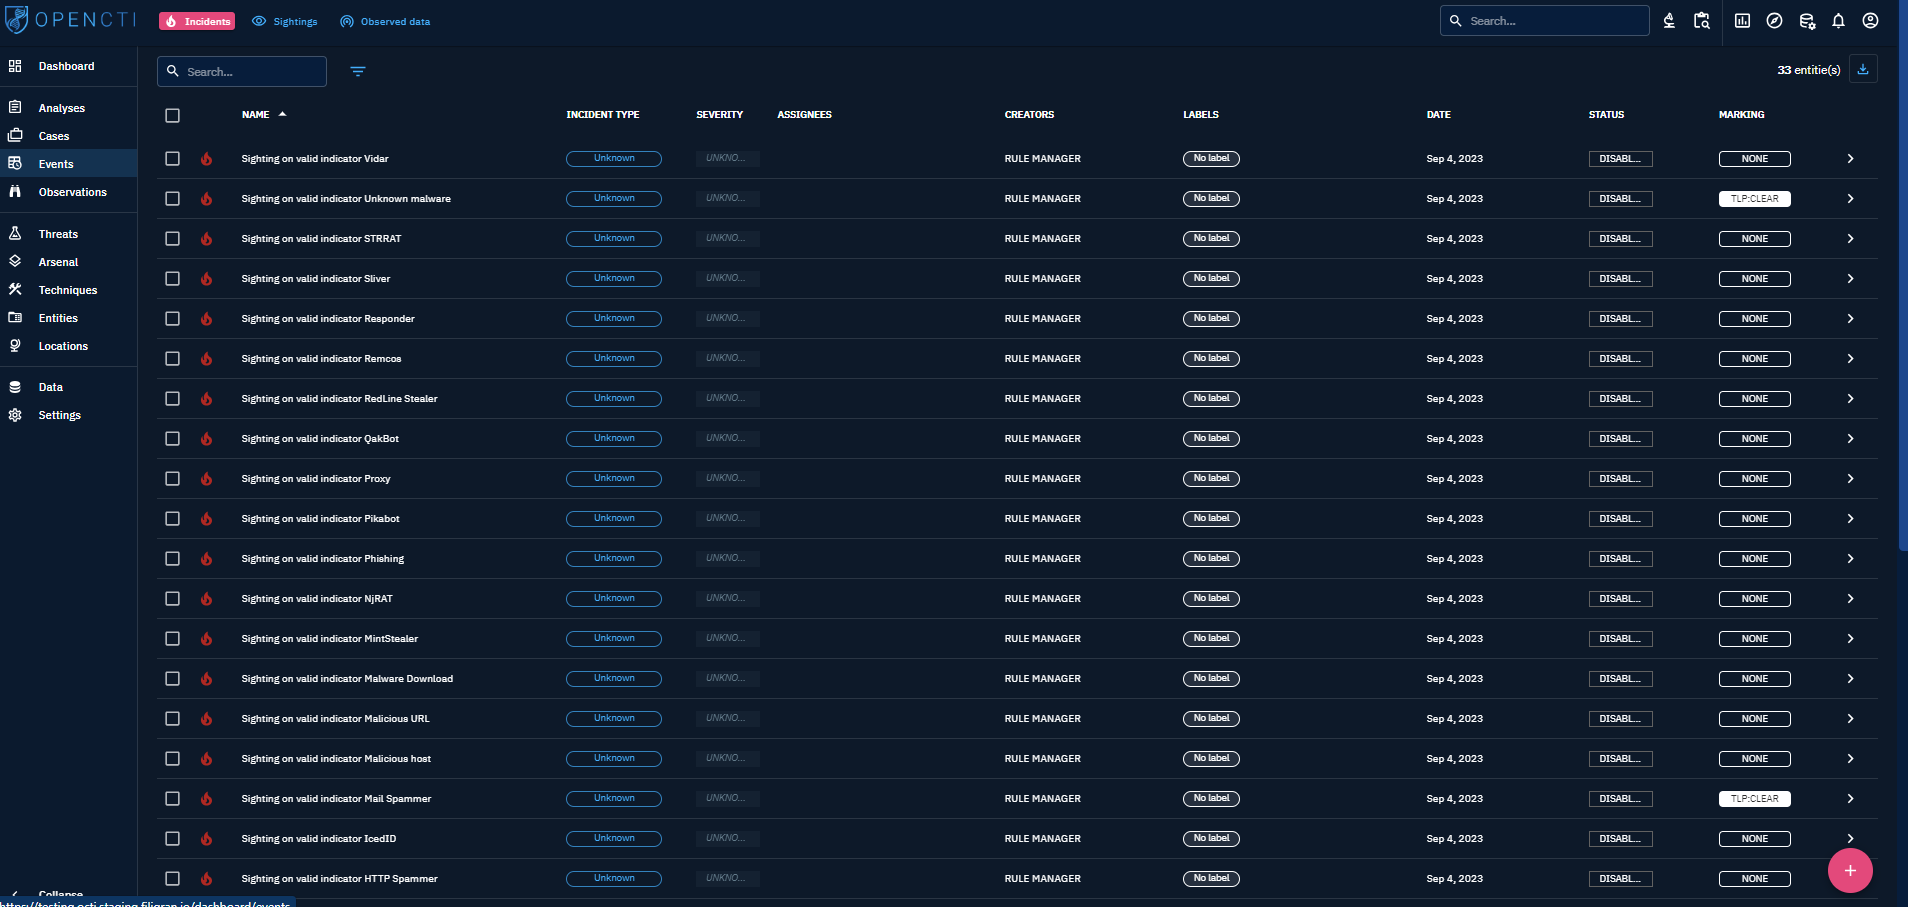 OPENCTI
Incidents Sightings Observed data Search...
Dashboard
Analyses
Cases
Events
Observations
Threats
Arsenal
Techniques
Entities
Locations
Data
Settings
Collapse
Search... 33 entitie(s)
NAME INCIDENT TYPE SEVERITY ASSIGNEES CREATORS LABELS DATE STATUS MARKING
Sighting on valid indicator Vidar Unknown UNKNO... RULE MANAGER No label Sep 4, 2023 DISABL... NONE
Sighting on valid indicator Unknown malware Unknown UNKNO... RULE MANAGER No label Sep 4, 2023 DISABL... TLP:CLEAR
Sighting on valid indicator STRRAT Unknown UNKNO... RULE MANAGER No label Sep 4, 2023 DISABL... NONE
Sighting on valid indicator Sliver Unknown UNKNO... RULE MANAGER No label Sep 4, 2023 DISABL... NONE
Sighting on valid indicator Responder Unknown UNKNO... RULE MANAGER No label Sep 4, 2023 DISABL... NONE
Sighting on valid indicator Remcos Unknown UNKNO... RULE MANAGER No label Sep 4, 2023 DISABL... NONE
Sighting on valid indicator RedLine Stealer Unknown UNKNO... RULE MANAGER No label Sep 4, 2023 DISABL... NONE
Sighting on valid indicator QakBot Unknown UNKNO... RULE MANAGER No label Sep 4, 2023 DISABL... NONE
Sighting on valid indicator Proxy Unknown UNKNO... RULE MANAGER No label Sep 4, 2023 DISABL... NONE
Sighting on valid indicator Pikabot Unknown UNKNO... RULE MANAGER No label Sep 4, 2023 DISABL... NONE
Sighting on valid indicator Phishing Unknown UNKNO... RULE MANAGER No label Sep 4, 2023 DISABL... NONE
Sighting on valid indicator NjRAT Unknown UNKNO... RULE MANAGER No label Sep 4, 2023 DISABL... NONE
Sighting on valid indicator MintStealer Unknown UNKNO... RULE MANAGER No label Sep 4, 2023 DISABL... NONE
Sighting on valid indicator Malware Download Unknown UNKNO... RULE MANAGER No label Sep 4, 2023 DISABL... NONE
Sighting on valid indicator Malicious URL Unknown UNKNO... RULE MANAGER No label Sep 4, 2023 DISABL... NONE
Sighting on valid indicator Malicious host Unknown UNKNO... RULE MANAGER No label Sep 4, 2023 DISABL... NONE
Sighting on valid indicator Mail Spammer Unknown UNKNO... RULE MANAGER No label Sep 4, 2023 DISABL... TLP:CLEAR
Sighting on valid indicator IcedID Unknown UNKNO... RULE MANAGER No label Sep 4, 2023 DISABL... NONE
Sighting on valid indicator HTTP Spammer Unknown UNKNO... RULE MANAGER No label Sep 4, 2023 DISABL... NONE
https://testing.octi.staging.filigran.io/dashboard/events